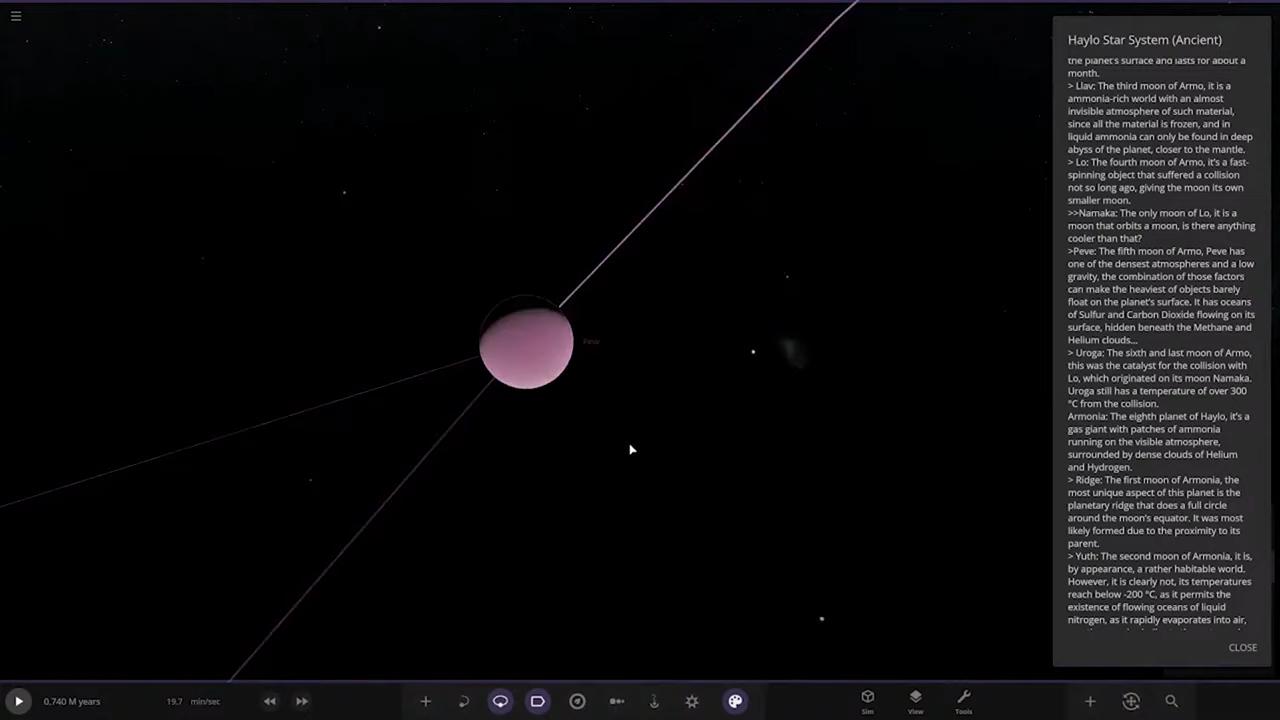 Haylo Star System (Ancient)
the planet's surface and lasts for about a
month.
> Llav: The third moon of Armo, it is a
ammonia-rich world with an almost
invisible atmosphere of such material,
since all the material is frozen, and in
liquid ammonia can only be found in deep
abyss of the planet, closer to the mantle.
> Lo: The fourth moon of Armo, it's a fast-
spinning object that suffered a collision
not so long ago, giving the moon its own
smaller moon.
>>Namaka: The only moon of Lo, it is a
moon that orbits a moon, is there anything
cooler than that?
>Peve: The fifth moon of Armo, Peve has
one of the densest atmospheres and a low
gravity, the combination of those factors
can make the heaviest of objects barely
float on the planet's surface. It has oceans
of Sulfur and Carbon Dioxide flowing on its
surface, hidden beneath the Methane and
Helium clouds...
> Uroga: The sixth and last moon of Armo,
this was the catalyst for the collision with
Lo, which originated on its moon Namaka.
Uroga still has a temperature of over 300
°C from the collision.
Armonia: The eighth planet of Haylo, it's a
gas giant with patches of ammonia
running on the visible atmosphere,
surrounded by dense clouds of Helium
and Hydrogen.
> Ridge: The first moon of Armonia, the
most unique aspect of this planet is the
planetary ridge that does a full circle
around the moon's equator. It was most
likely formed due to the proximity to its
parent.
> Yuth: The second moon of Armonia, it is,
by appearance, a rather habitable world.
However, it is clearly not, its temperatures
reach below -200 °C, as it permits the
existence of flowing oceans of liquid
nitrogen, as it rapidly evaporates into air,
CLOSE
Peve
0.740 M years
19.7 min/sec
Sim
View
Tools